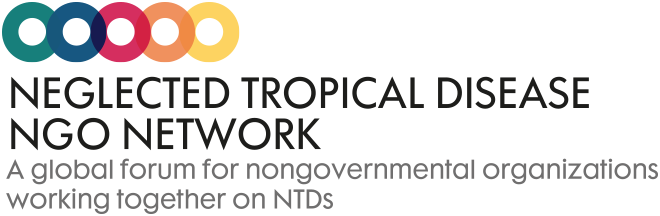 NEGLECTED TROPICAL DISEASE
NGO NETWORK
A global forum for nongovernmental organizations
working together on NTDs